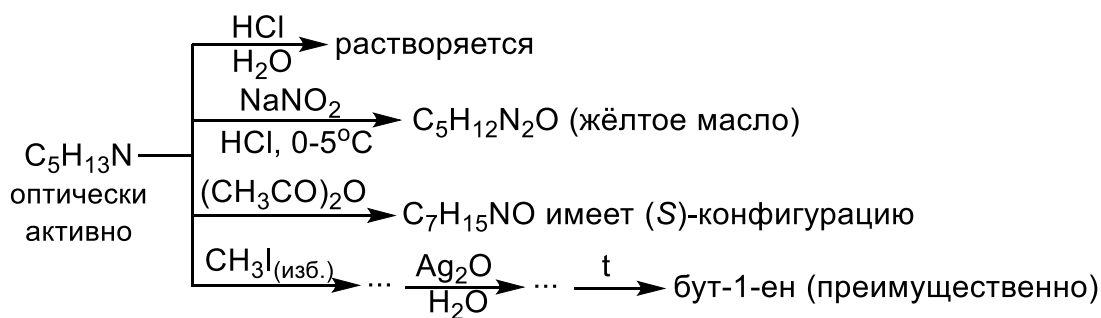 HCl
H₂O
растворяется
NaNO₂
HCl, 0-5ºC
C₅H₁₂N₂O (жёлтое масло)
C₅H₁₃N
оптически
активно
(CH₃CO)₂O
C₇H₁₅NO имеет (S)-конфигурацию
CH₃I(изб.)
...
Ag₂O
H₂O
...
t
бут-1-ен (преимущественно)